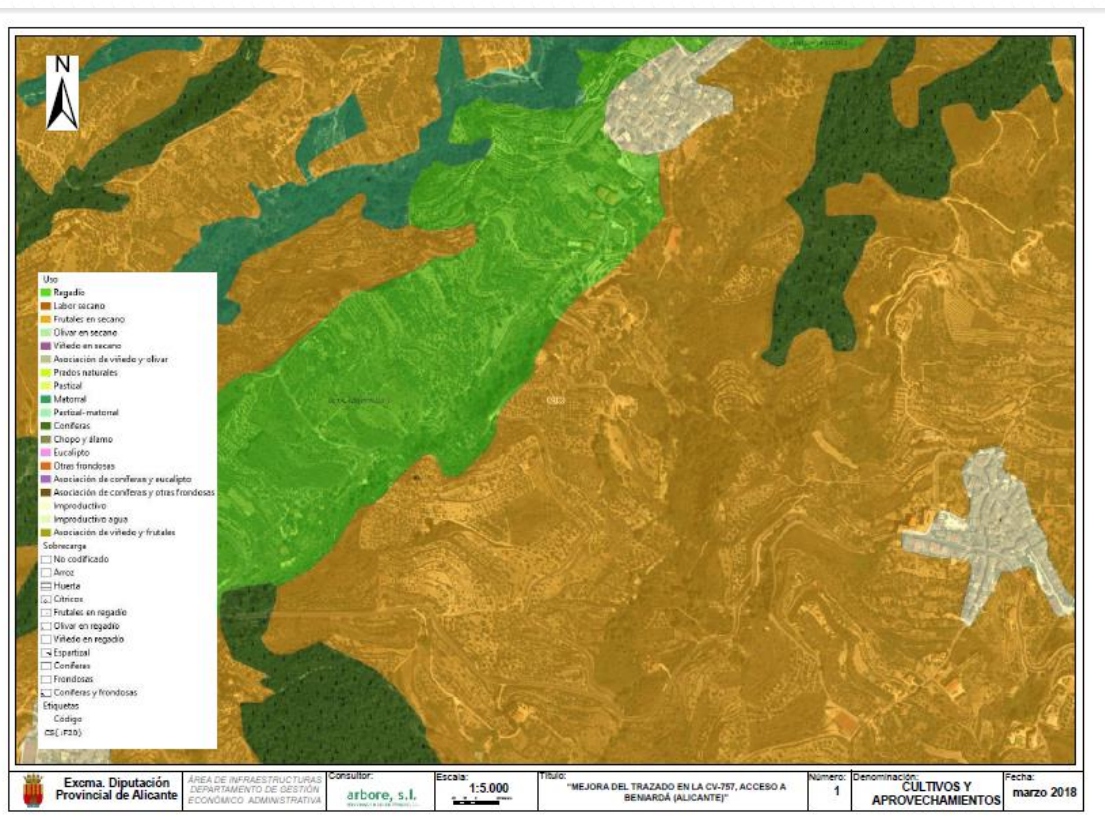 N
Uso
Regadío
Labor secano
Frutales en secano
Olivar en secano
Viñedo en secano
Asociación de viñedo y olivar
Prados naturales
Pastizal
Matorral
Pastizal-matorral
Coníferas
Chopo y álamo
Eucalipto
Otras frondosas
Asociación de coníferas y eucalipto
Asociación de coníferas y otras frondosas
Improductivo
Improductivo agua
Asociación de viñedo y frutales
Sobrecarga
No codificado
Arroz
Huerta
Cítricos
Frutales en regadío
Olivar en regadío
Viñedo en regadío
Espartizal
Coníferas
Frondosas
Coníferas y frondosas
Etiquetas
Código
Excma. Diputación
Provincial de Alicante
ÁREA DE INFRAESTRUCTURAS
DEPARTAMENTO DE GESTIÓN
ECONÓMICO ADMINISTRATIVA
Consultor:
arbore, s.l.
Escala:
1:5.000
Título:
"MEJORA DEL TRAZADO EN LA CV-757, ACCESO A
BENIARDÁ (ALICANTE)"
Número:
1
Denominación:
CULTIVOS Y
APROVECHAMIENTOS
Fecha:
marzo 2018